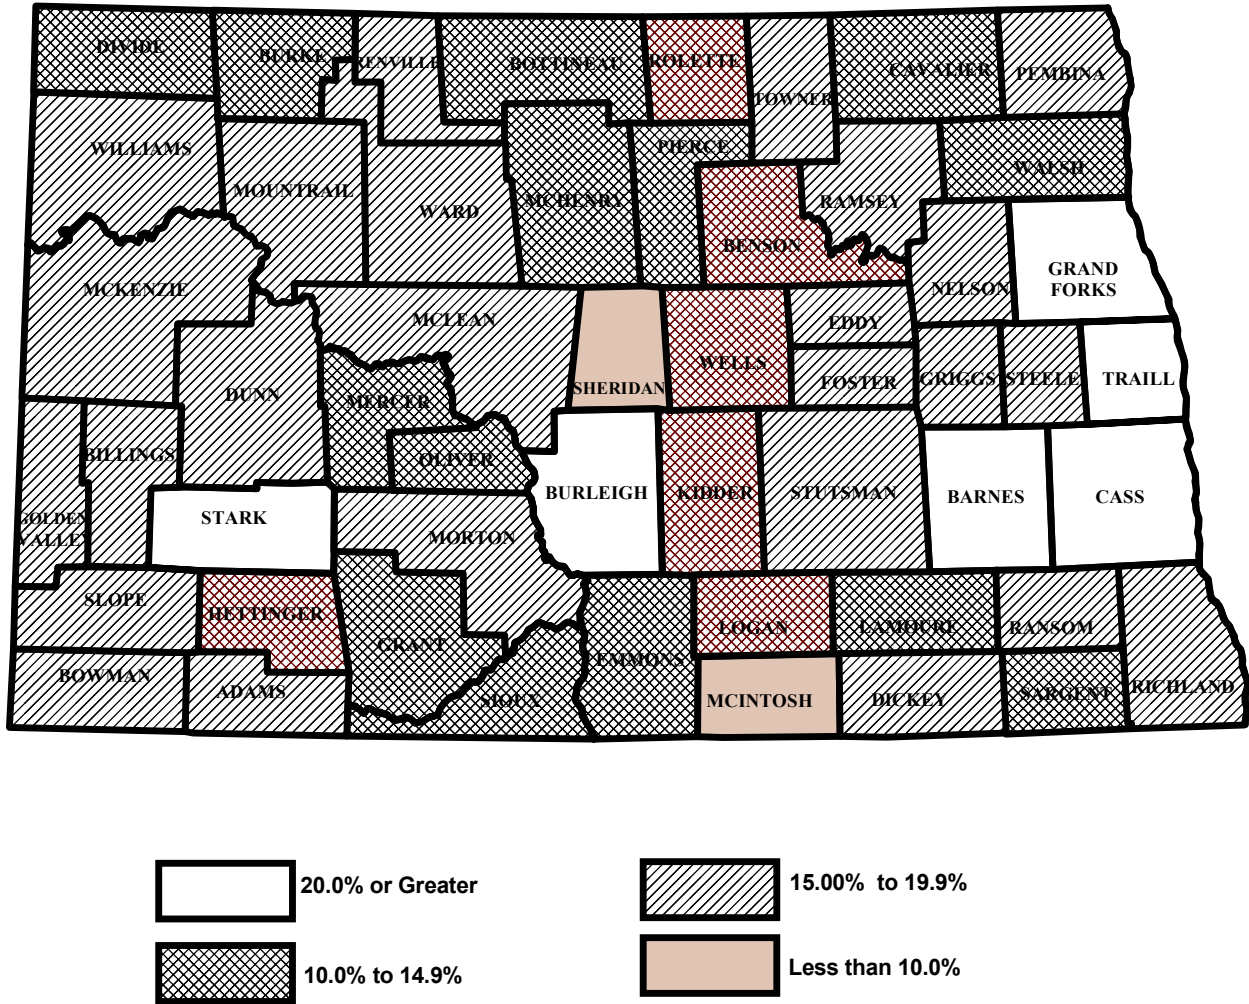 DIVIDE
BURKE
RENVILLE
BOTTINEAU
ROLETTE
TOWNER
CAVALIER
PEMBINA
WILLIAMS
MOUNTRAIL
WARD
MCHENRY
PIERCE
BENSON
RAMSEY
WALSH
MCKENZIE
NELSON
GRAND
FORKS
MCLEAN
SHERIDAN
WELLS
EDDY
FOSTER
GRIGGS
STEELE
TRAILL
DUNN
MERCER
OLIVER
BILLINGS
GOLDEN
VALLEY
STARK
MORTON
BURLEIGH
KIDDER
STUTSMAN
BARNES
CASS
SLOPE
HETTINGER
GRANT
EMMONS
LOGAN
LAMOURE
RANSOM
RICHLAND
BOWMAN
ADAMS
SIOUX
MCINTOSH
DICKEY
SARGENT
20.0% or Greater
15.00% to 19.9%
10.0% to 14.9%
Less than 10.0%